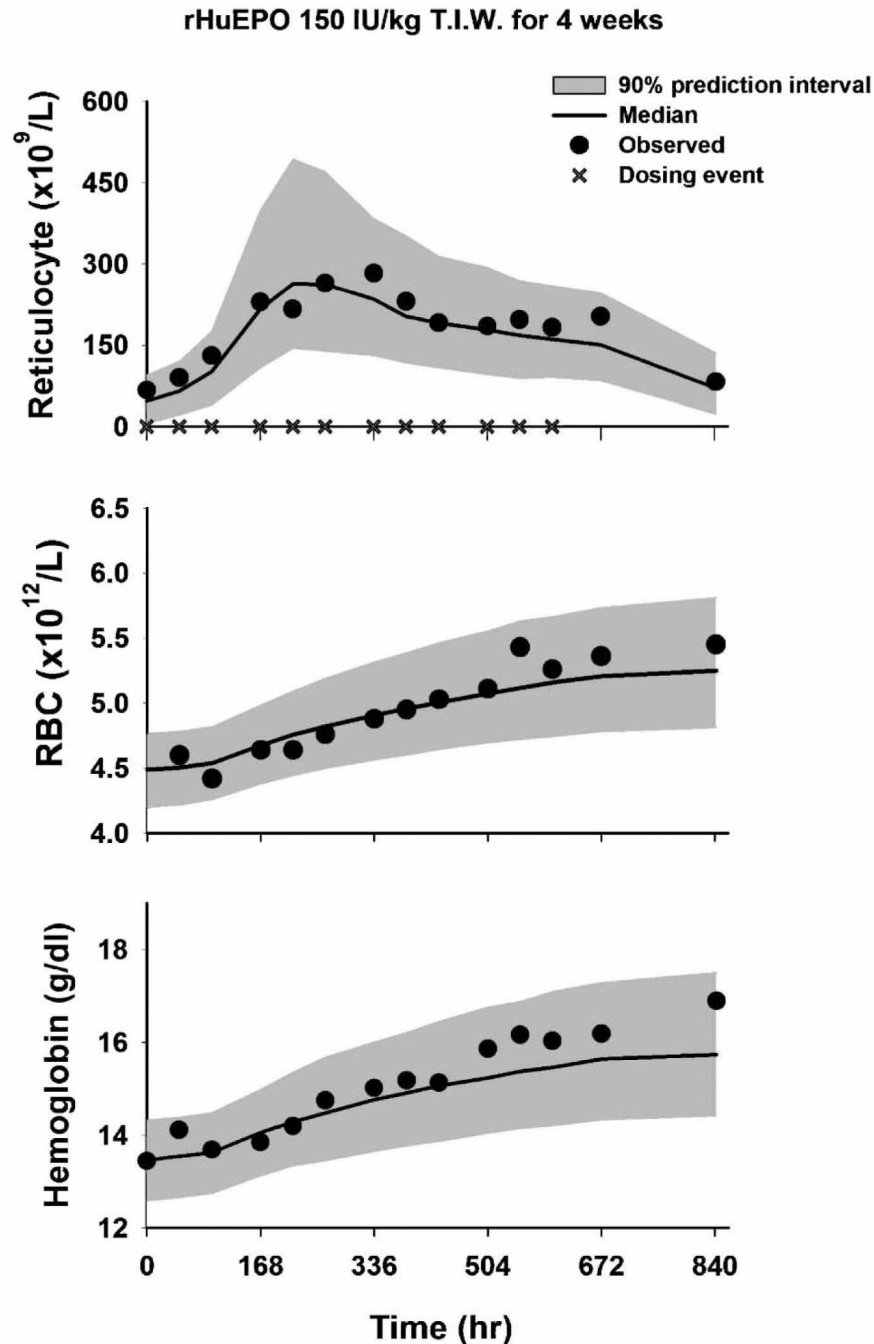 rHuEPO 150 IU/kg T.I.W. for 4 weeks
90% prediction interval
Median
Observed
Dosing event
Reticulocyte (x10⁹/L)
600
450
300
150
0
RBC (x10¹²/L)
6.5
6.0
5.5
5.0
4.5
4.0
Hemoglobin (g/dl)
18
16
14
12
0 168 336 504 672 840
Time (hr)